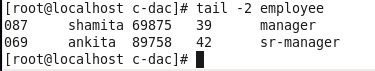 [root@localhost c-dac]# tail -2 employee
087     shamita 69875   39      manager
069     ankita  89758   42      sr-manager
[root@localhost c-dac]#